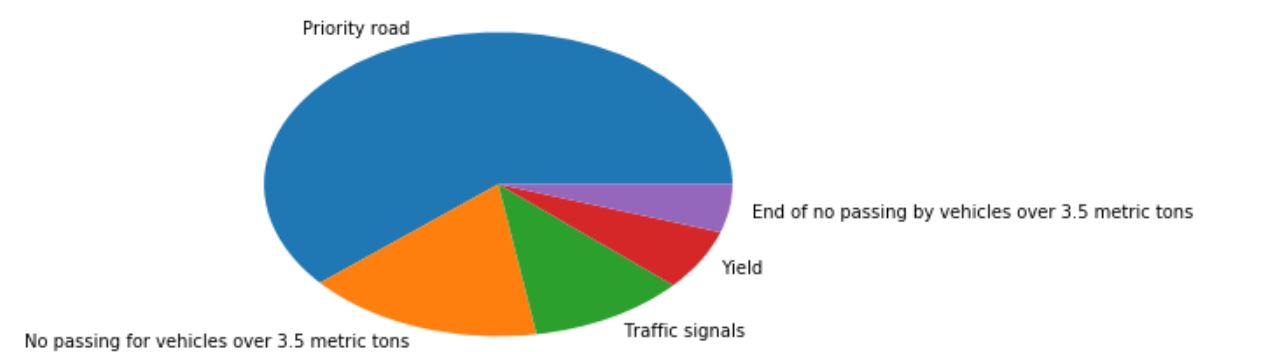 Priority road
End of no passing by vehicles over 3.5 metric tons
Yield
Traffic signals
No passing for vehicles over 3.5 metric tons